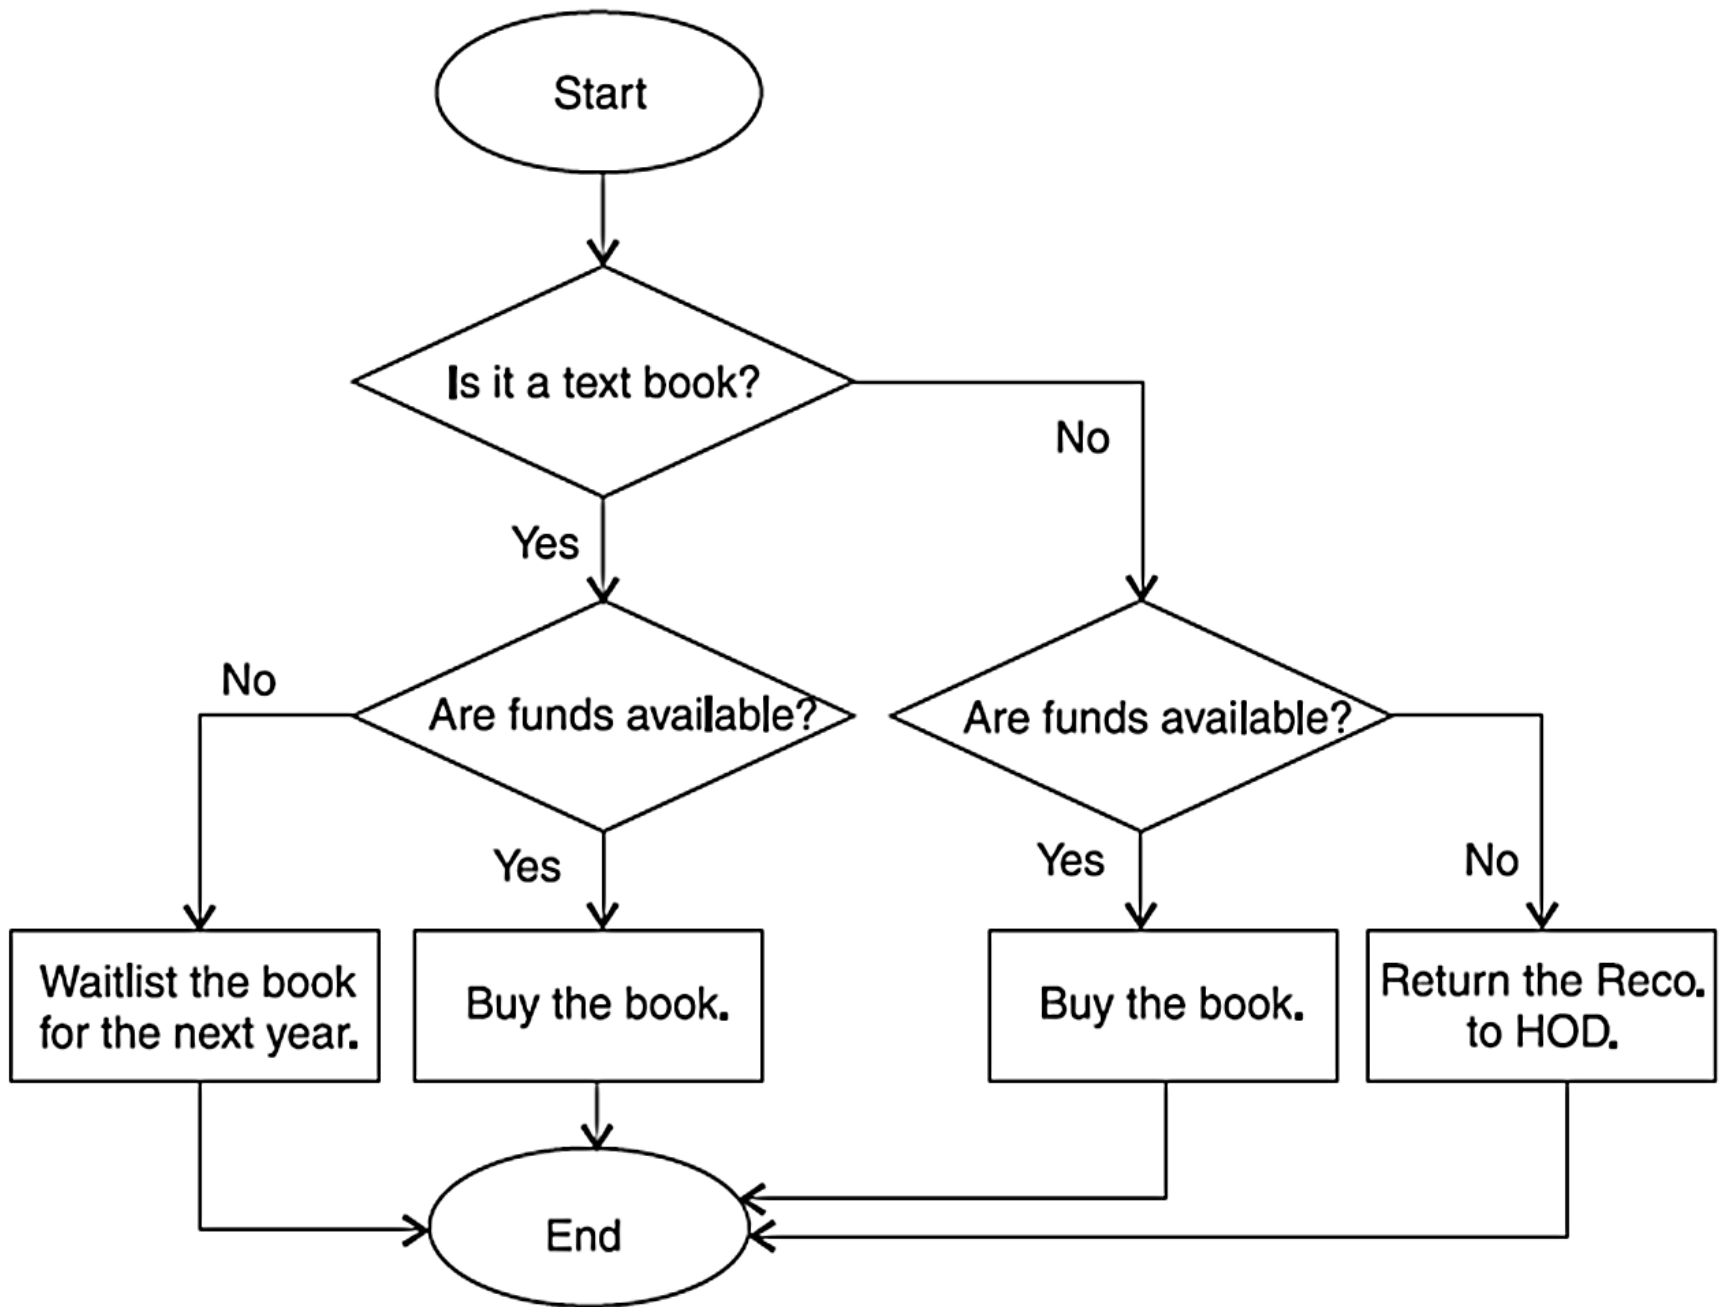 Start
Is it a text book?
No
Yes
No
Are funds available?
Are funds available?
Yes
Yes
No
Waitlist the book
for the next year.
Buy the book.
Buy the book.
Return the Reco.
to HOD.
End